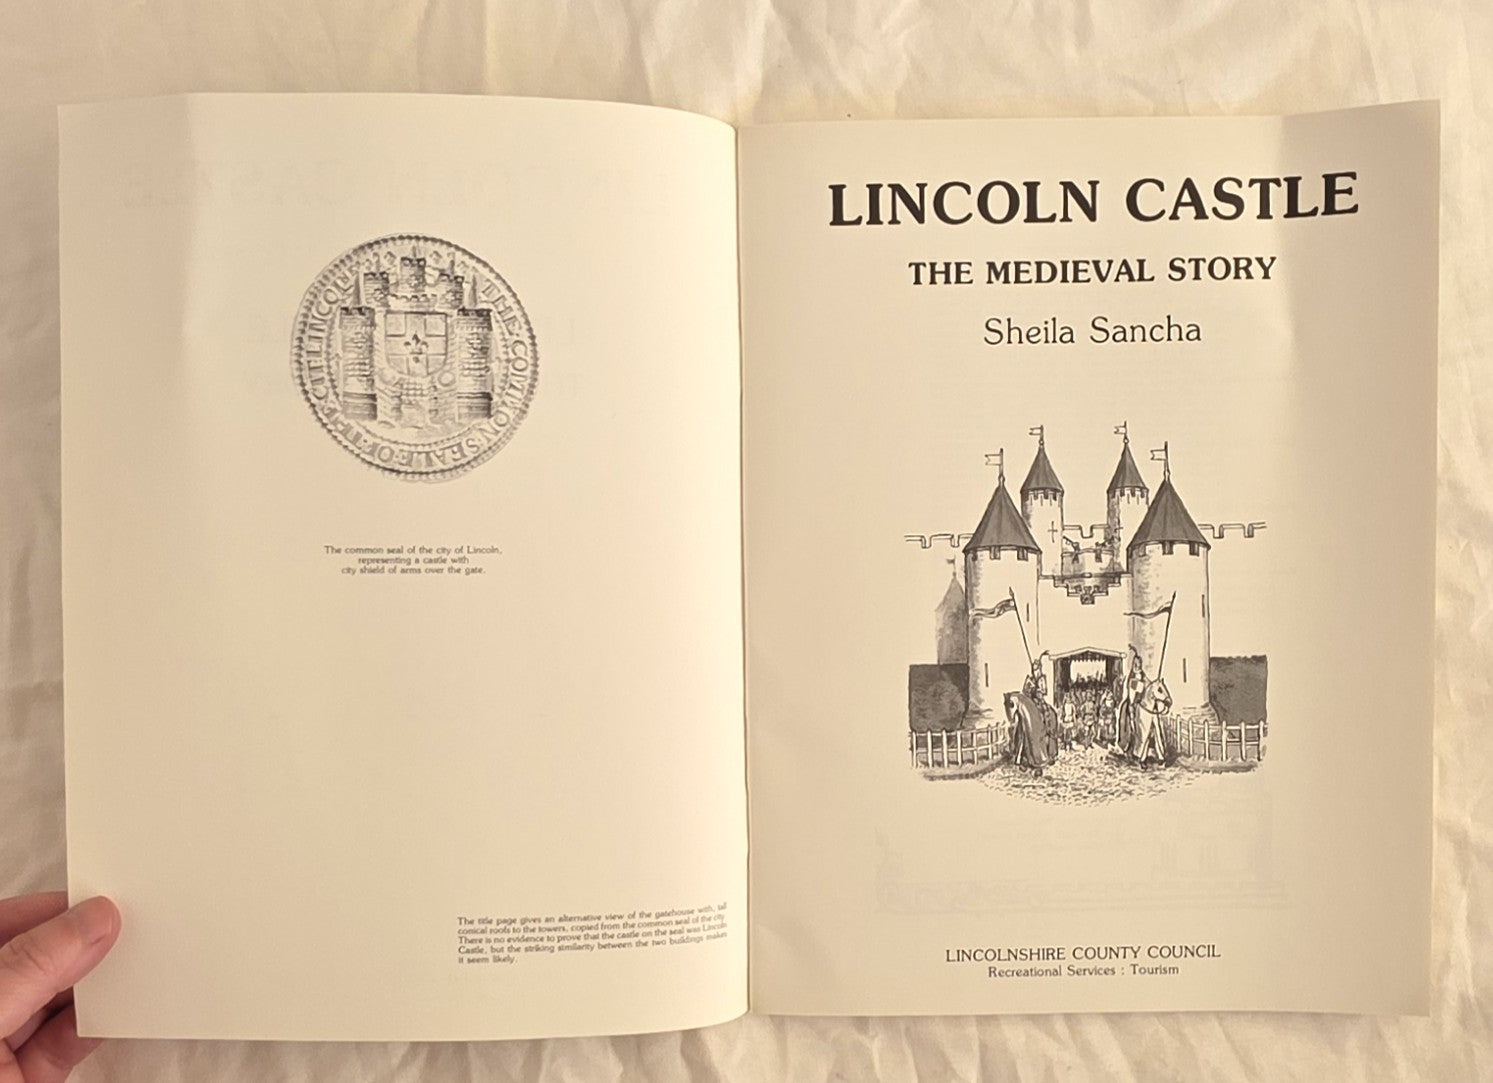 THE·COMMON·SEALE·OF·THE·CIT·LINCOLN
The common seal of the city of Lincoln,
representing a castle with
city shield of arms over the gate.
The title page gives an alternative view of the gatehouse with, tall
conical roofs to the towers, copied from the common seal of the city
There is no evidence to prove that the castle on the seal was Lincoln
Castle, but the striking similarity between the two buildings makes
it seem likely.
LINCOLN CASTLE
THE MEDIEVAL STORY
Sheila Sancha
LINCOLNSHIRE COUNTY COUNCIL
Recreational Services : Tourism